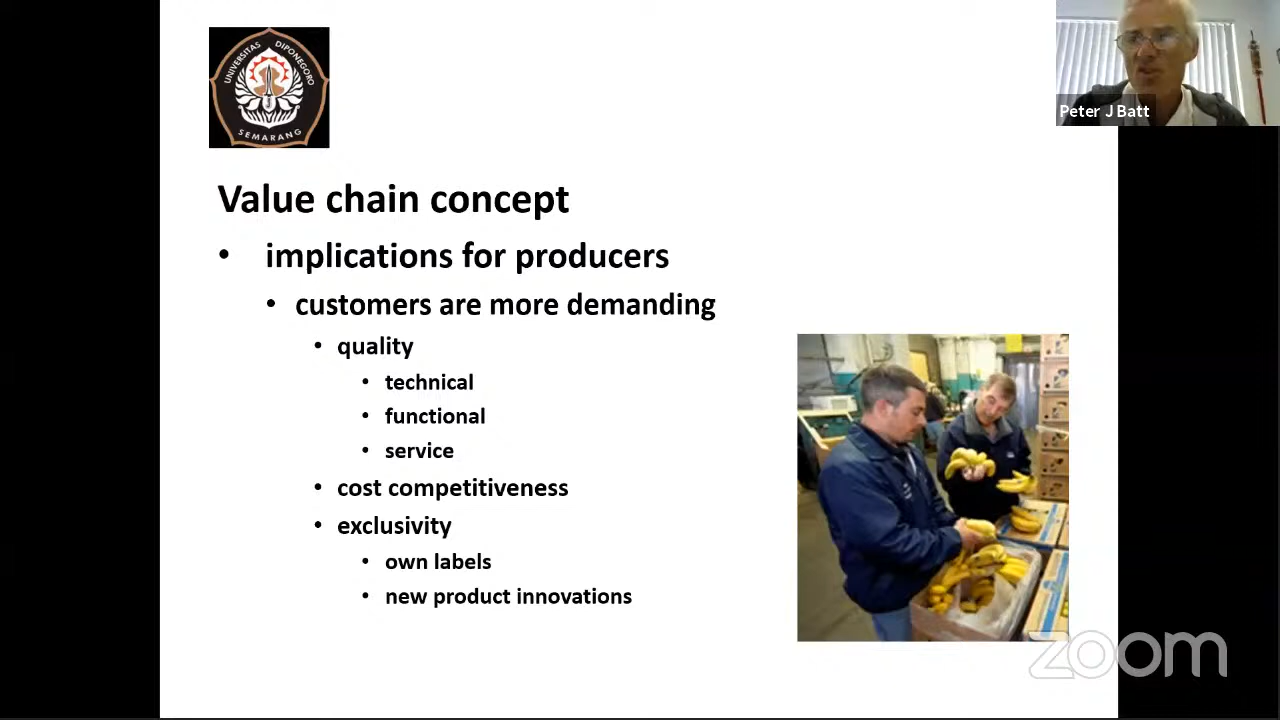 UNIVERSITAS DIPONEGORO
SEMARANG
Peter J Batt
Value chain concept
• implications for producers
• customers are more demanding
• quality
• technical
• functional
• service
• cost competitiveness
• exclusivity
• own labels
• new product innovations
zoom